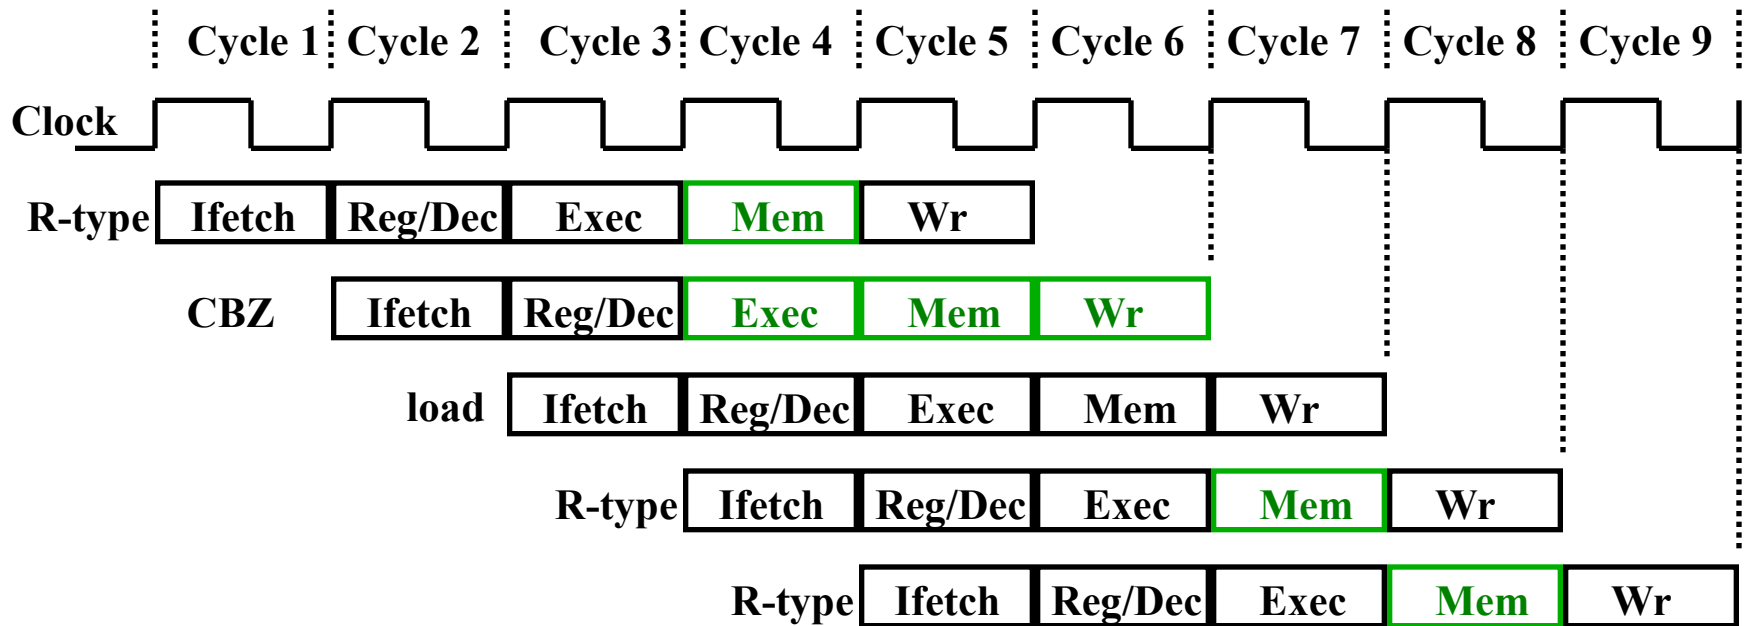 Cycle 1 Cycle 2 Cycle 3 Cycle 4 Cycle 5 Cycle 6 Cycle 7 Cycle 8 Cycle 9
Clock
R-type Ifetch Reg/Dec Exec Mem Wr
CBZ Ifetch Reg/Dec Exec Mem Wr
load Ifetch Reg/Dec Exec Mem Wr
R-type Ifetch Reg/Dec Exec Mem Wr
R-type Ifetch Reg/Dec Exec Mem Wr